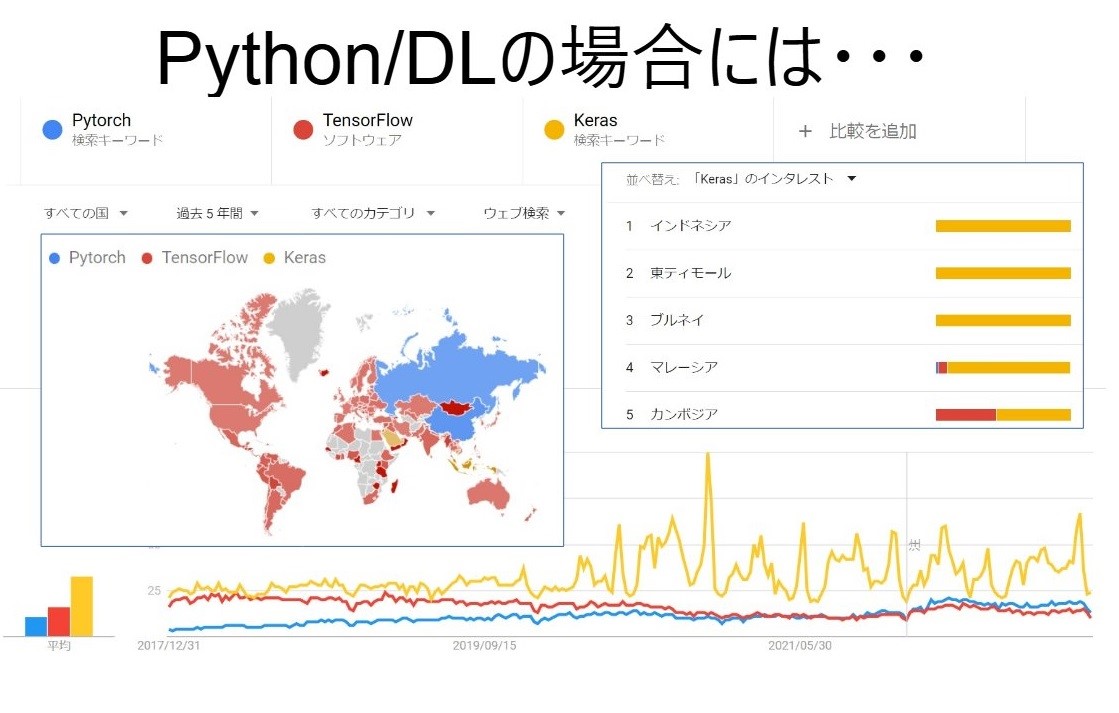 Python/DLの場合には・・・
Pytorch
検索キーワード
TensorFlow
ソフトウェア
Keras
検索キーワード
+ 比較を追加
すべての国
過去 5 年間
すべてのカテゴリ
ウェブ検索
並べ替え: 「Keras」のインタレスト
1 インドネシア
2 東ティモール
3 ブルネイ
4 マレーシア
5 カンボジア
Pytorch TensorFlow Keras
注
25
平均
2017/12/31
2019/09/15
2021/05/30